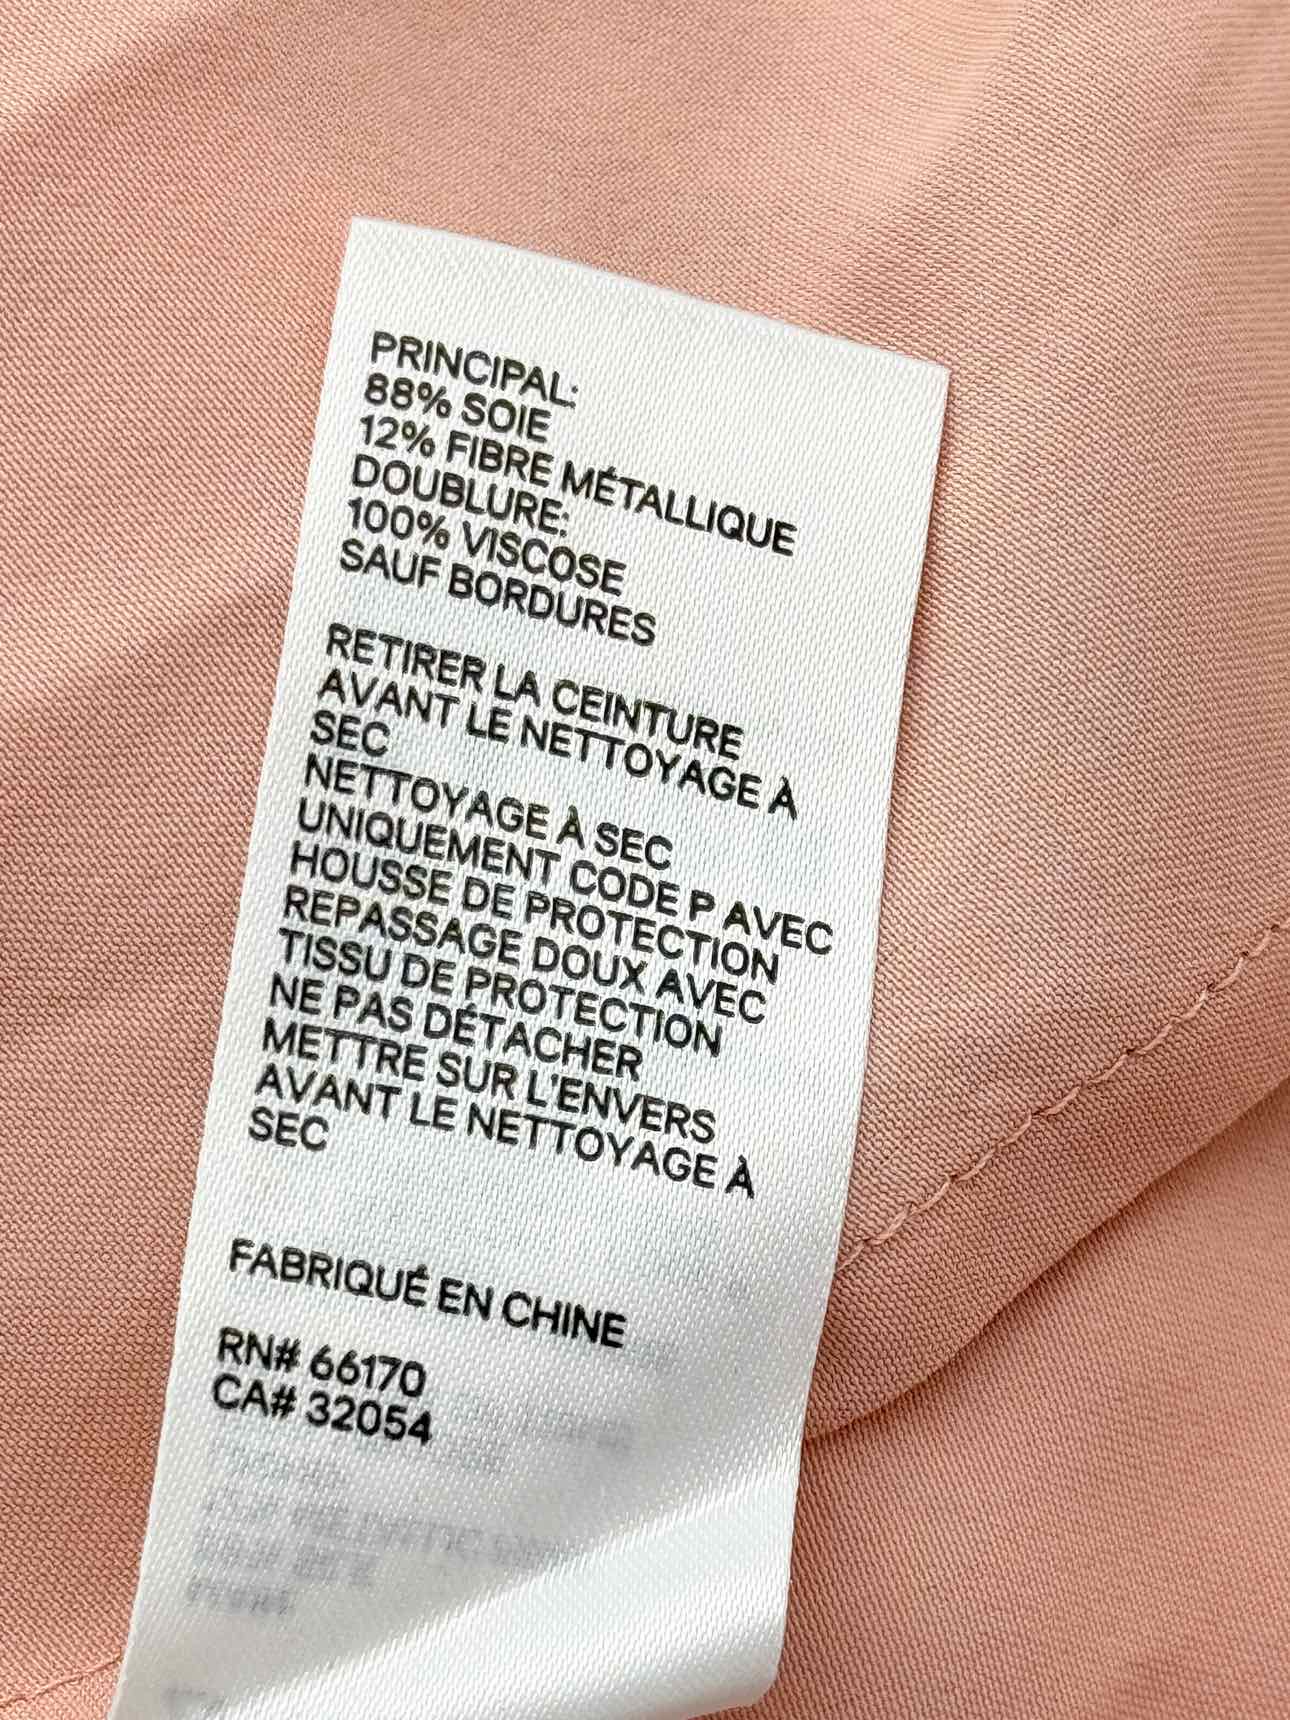 PRINCIPAL:
88% SOIE
12% FIBRE MÉTALLIQUE
DOUBLURE:
100% VISCOSE
SAUF BORDURES
RETIRER LA CEINTURE
AVANT LE NETTOYAGE À
SEC
NETTOYAGE À SEC
UNIQUEMENT CODE P AVEC
HOUSSE DE PROTECTION
REPASSAGE DOUX AVEC
TISSU DE PROTECTION
NE PAS DÉTACHER
METTRE SUR L'ENVERS
AVANT LE NETTOYAGE À
SEC
FABRIQUÉ EN CHINE
RN# 66170
CA# 32054